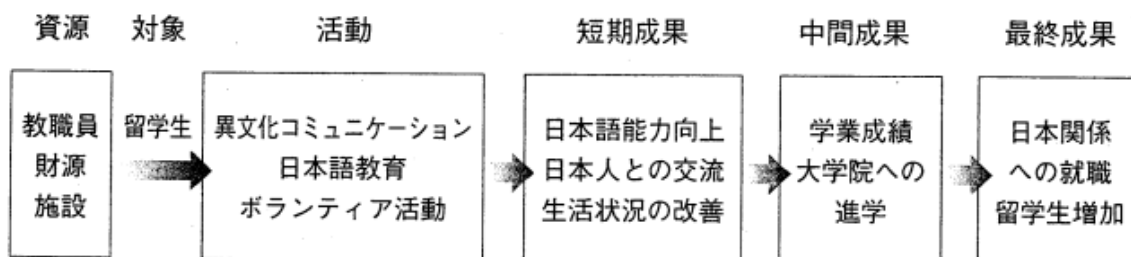 資源 対象 活動 短期成果 中間成果 最終成果
教職員
財源
施設
留学生
異文化コミュニケーション
日本語教育
ボランティア活動
日本語能力向上
日本人との交流
生活状況の改善
学業成績
大学院への
進学
日本関係
への就職
留学生増加